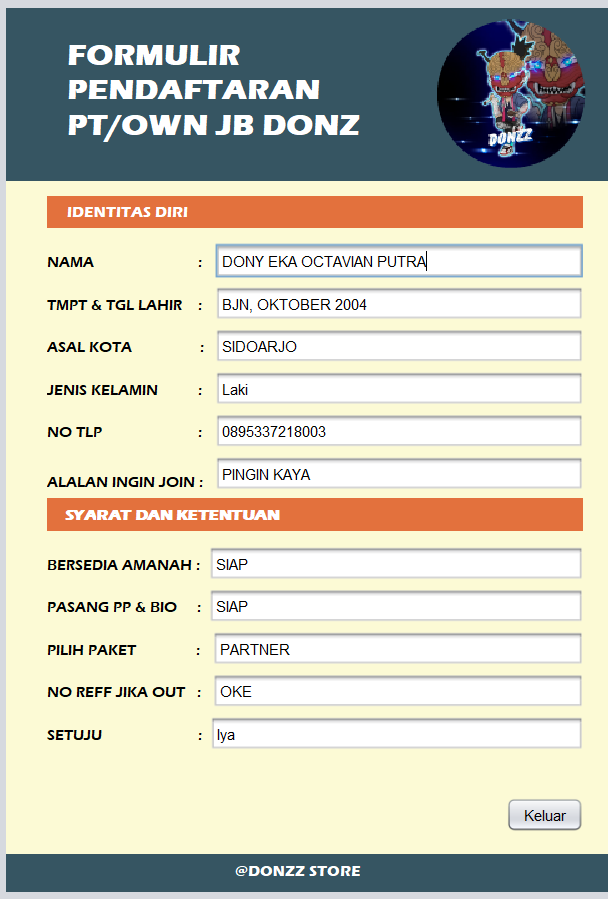 FORMULIR
PENDAFTARAN
PT/OWN JB DONZ
DONZZ
IDENTITAS DIRI
NAMA : DONY EKA OCTAVIAN PUTRA
TMPT & TGL LAHIR : BJN, OKTOBER 2004
ASAL KOTA : SIDOARJO
JENIS KELAMIN : Laki
NO TLP : 0895337218003
ALALAN INGIN JOIN : PINGIN KAYA
SYARAT DAN KETENTUAN
BERSEDIA AMANAH : SIAP
PASANG PP & BIO : SIAP
PILIH PAKET : PARTNER
NO REFF JIKA OUT : OKE
SETUJU : Iya
Keluar
@DONZZ STORE